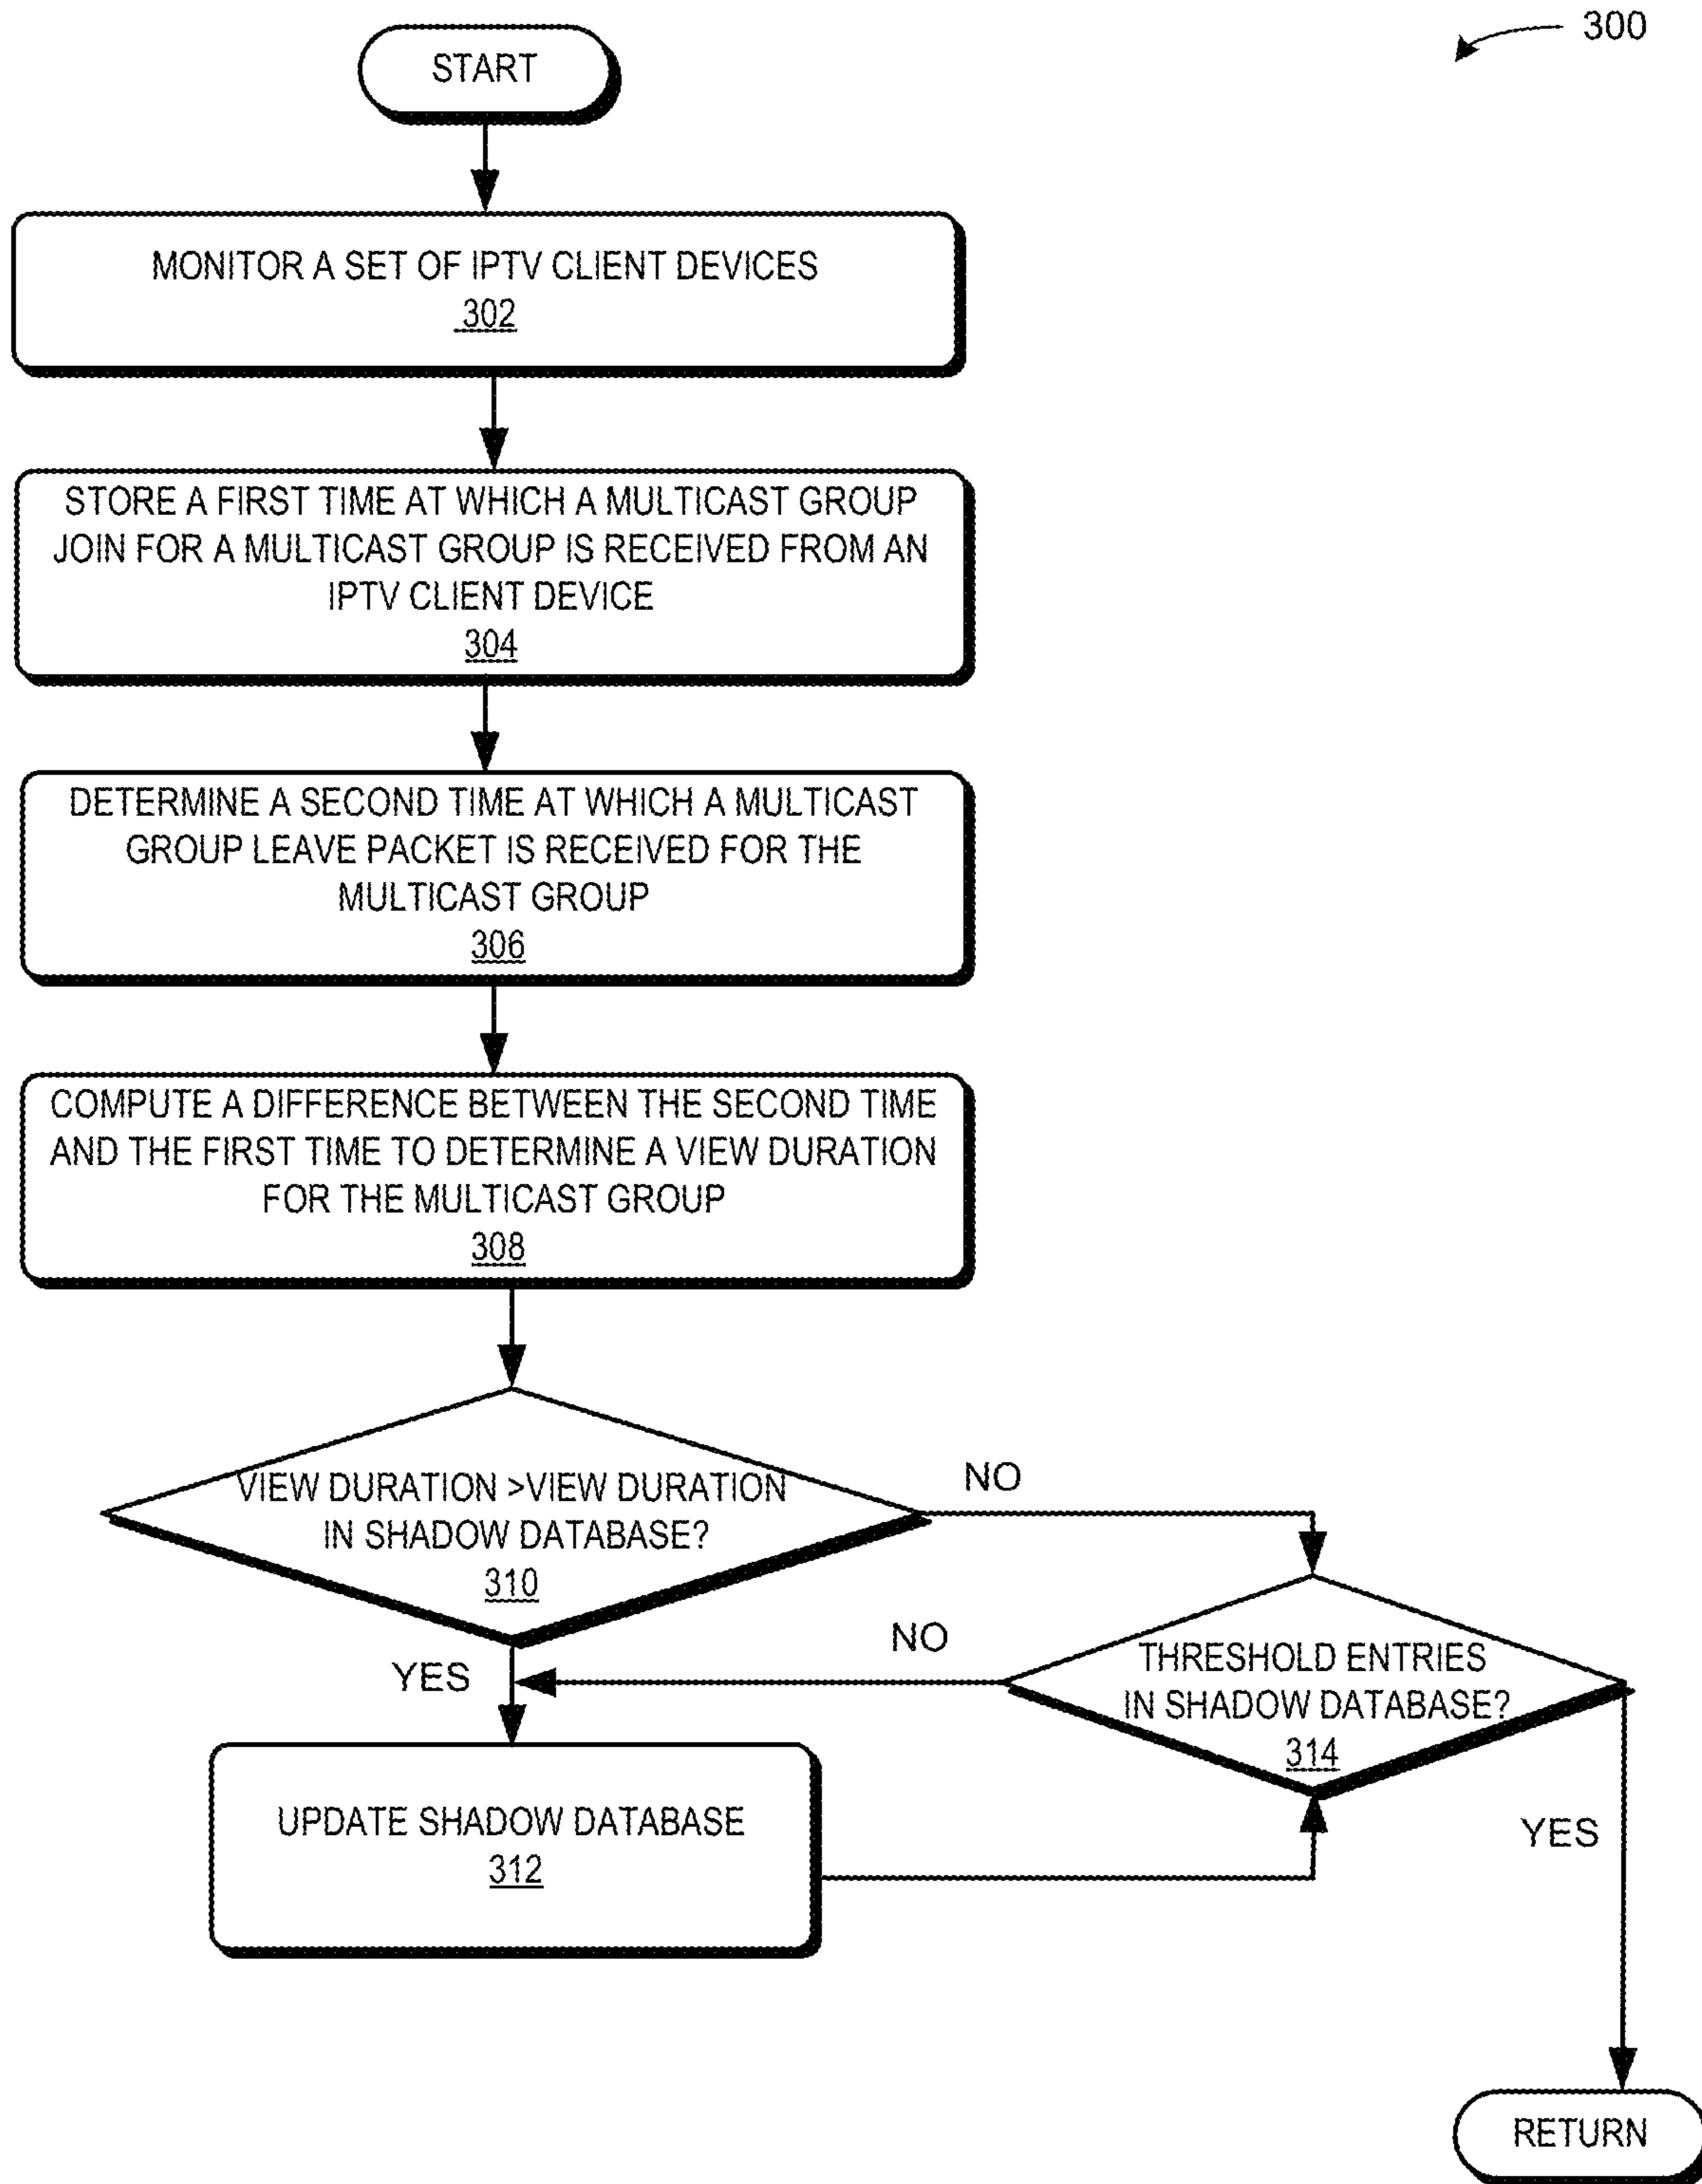 300
START
MONITOR A SET OF IPTV CLIENT DEVICES
302
STORE A FIRST TIME AT WHICH A MULTICAST GROUP
JOIN FOR A MULTICAST GROUP IS RECEIVED FROM AN
IPTV CLIENT DEVICE
304
DETERMINE A SECOND TIME AT WHICH A MULTICAST
GROUP LEAVE PACKET IS RECEIVED FOR THE
MULTICAST GROUP
306
COMPUTE A DIFFERENCE BETWEEN THE SECOND TIME
AND THE FIRST TIME TO DETERMINE A VIEW DURATION
FOR THE MULTICAST GROUP
308
VIEW DURATION >VIEW DURATION
IN SHADOW DATABASE?
310
NO
YES
NO
THRESHOLD ENTRIES
IN SHADOW DATABASE?
314
UPDATE SHADOW DATABASE
312
YES
RETURN